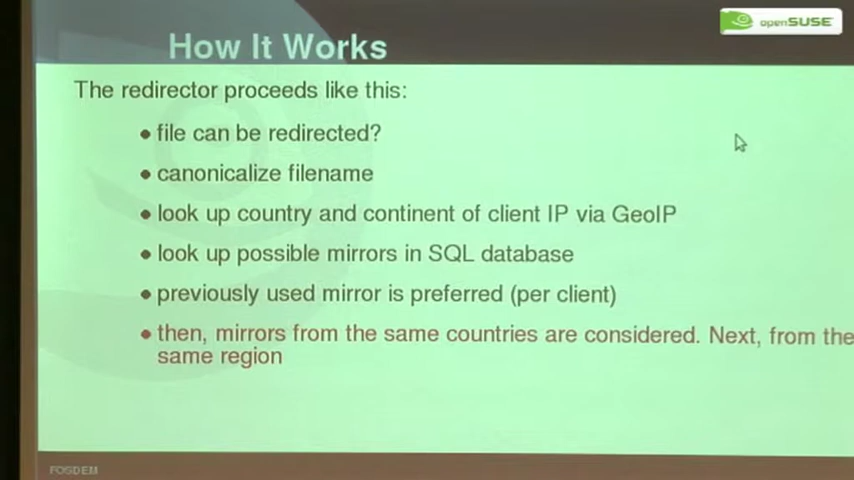 openSUSE
How It Works
The redirector proceeds like this:
• file can be redirected?
• canonicalize filename
• look up country and continent of client IP via GeoIP
• look up possible mirrors in SQL database
• previously used mirror is preferred (per client)
• then, mirrors from the same countries are considered. Next, from the
same region
FOSDEM